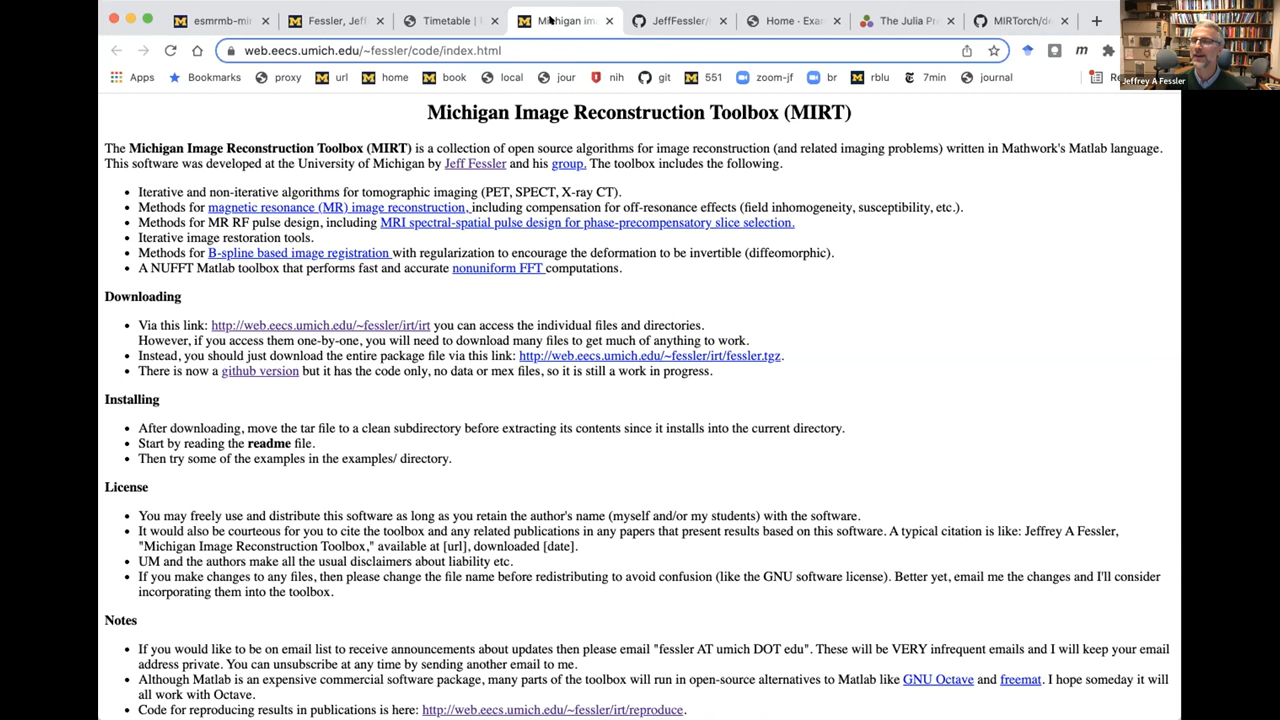 esmrmb-mi
Fessler, Jeff
Timetable |
Michigan im
JeffFessler/
Home · Exa
The Julia Pr
MIRTorch/de
web.eecs.umich.edu/~fessler/code/index.html
Apps
Bookmarks
proxy
url
home
book
local
jour
nih
git
551
zoom-jf
br
rblu
7min
journal
Jeffrey A Fessler
Michigan Image Reconstruction Toolbox (MIRT)
The Michigan Image Reconstruction Toolbox (MIRT) is a collection of open source algorithms for image reconstruction (and related imaging problems) written in Mathwork's Matlab language.
This software was developed at the University of Michigan by Jeff Fessler and his group. The toolbox includes the following.
• Iterative and non-iterative algorithms for tomographic imaging (PET, SPECT, X-ray CT).
• Methods for magnetic resonance (MR) image reconstruction, including compensation for off-resonance effects (field inhomogeneity, susceptibility, etc.).
• Methods for MR RF pulse design, including MRI spectral-spatial pulse design for phase-precompensatory slice selection.
• Iterative image restoration tools.
• Methods for B-spline based image registration with regularization to encourage the deformation to be invertible (diffeomorphic).
• A NUFFT Matlab toolbox that performs fast and accurate nonuniform FFT computations.
Downloading
• Via this link: http://web.eecs.umich.edu/~fessler/irt/irt you can access the individual files and directories.
However, if you access them one-by-one, you will need to download many files to get much of anything to work.
• Instead, you should just download the entire package file via this link: http://web.eecs.umich.edu/~fessler/irt/fessler.tgz.
• There is now a github version but it has the code only, no data or mex files, so it is still a work in progress.
Installing
• After downloading, move the tar file to a clean subdirectory before extracting its contents since it installs into the current directory.
• Start by reading the readme file.
• Then try some of the examples in the examples/ directory.
License
• You may freely use and distribute this software as long as you retain the author's name (myself and/or my students) with the software.
• It would also be courteous for you to cite the toolbox and any related publications in any papers that present results based on this software. A typical citation is like: Jeffrey A Fessler,
"Michigan Image Reconstruction Toolbox," available at [url], downloaded [date].
• UM and the authors make all the usual disclaimers about liability etc.
• If you make changes to any files, then please change the file name before redistributing to avoid confusion (like the GNU software license). Better yet, email me the changes and I'll consider
incorporating them into the toolbox.
Notes
• If you would like to be on email list to receive announcements about updates then please email "fessler AT umich DOT edu". These will be VERY infrequent emails and I will keep your email
address private. You can unsubscribe at any time by sending another email to me.
• Although Matlab is an expensive commercial software package, many parts of the toolbox will run in open-source alternatives to Matlab like GNU Octave and freemat. I hope someday it will
all work with Octave.
• Code for reproducing results in publications is here: http://web.eecs.umich.edu/~fessler/irt/reproduce.